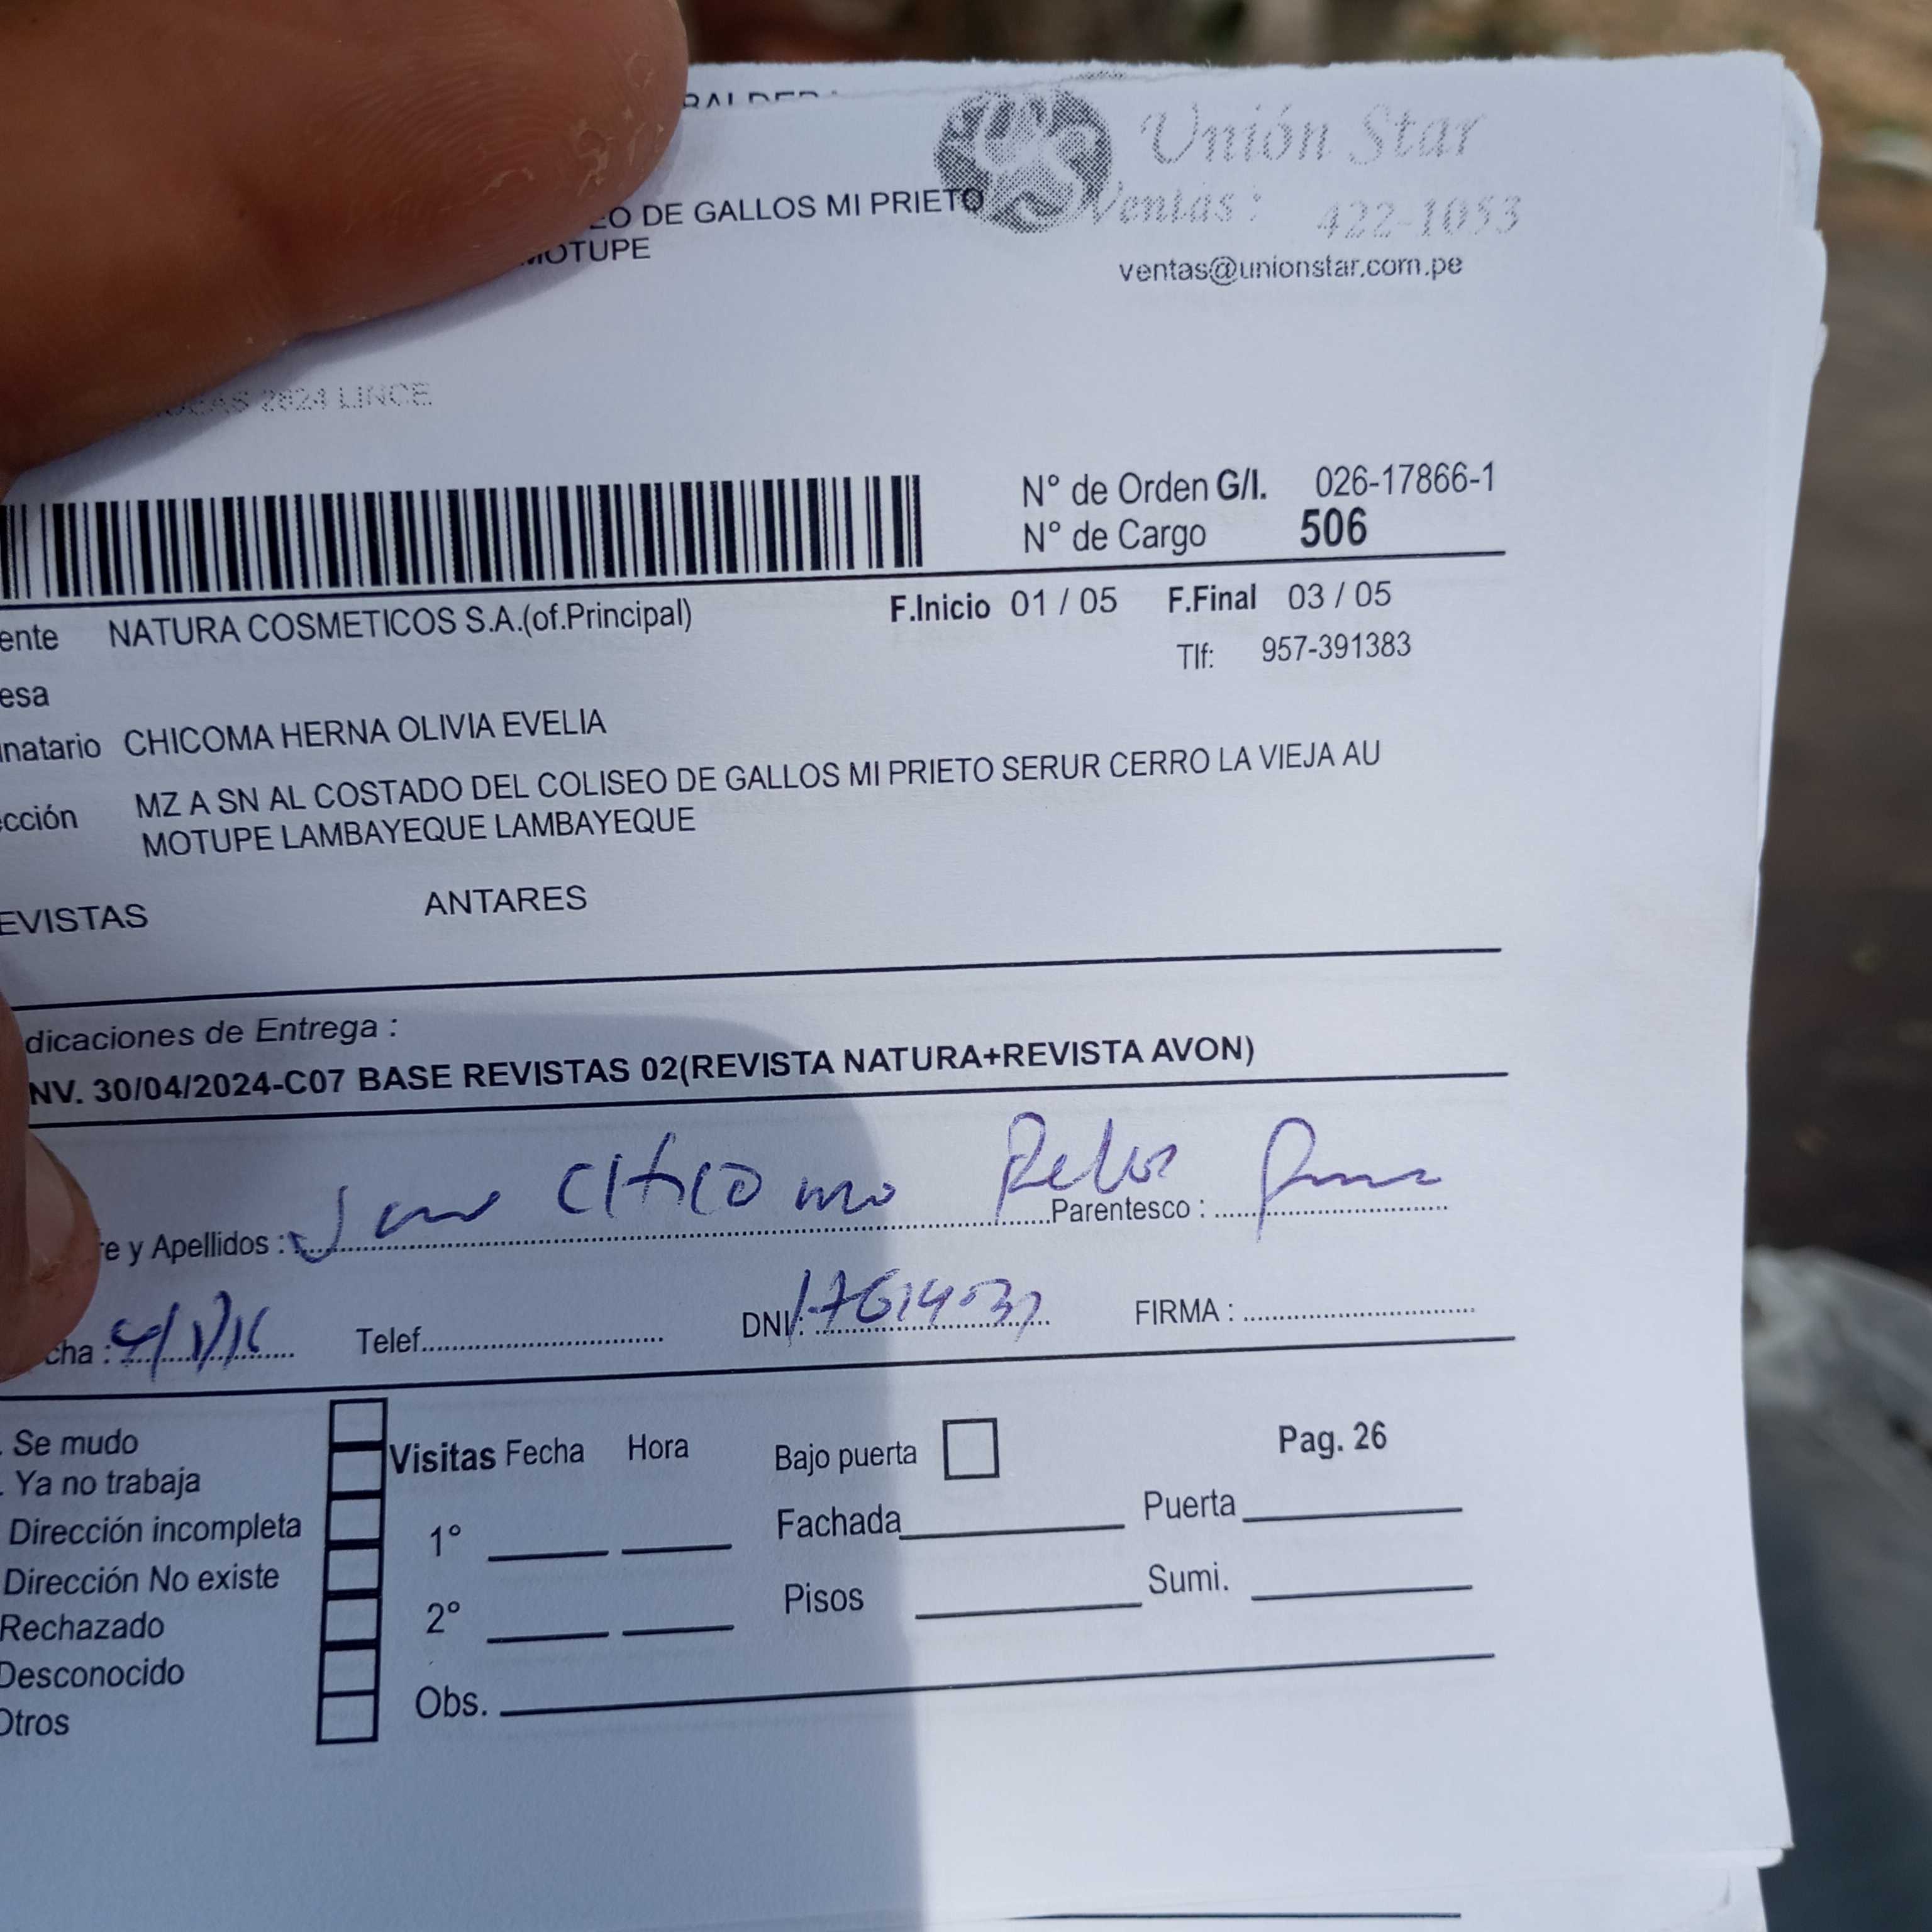 Unión Star
EO DE GALLOS MI PRIETO
Ventas : 422-1053
MOTUPE
ventas@unionstar.com.pe
2824 LINCE
N° de Orden G/I. 026-17866-1
N° de Cargo 506
ente NATURA COSMETICOS S.A.(of.Principal) F.Inicio 01 / 05 F.Final 03 / 05
Tlf: 957-391383
esa
natario CHICOMA HERNA OLIVIA EVELIA
cción MZ A SN AL COSTADO DEL COLISEO DE GALLOS MI PRIETO SERUR CERRO LA VIEJA AU
MOTUPE LAMBAYEQUE LAMBAYEQUE
EVISTAS ANTARES
dicaciones de Entrega :
NV. 30/04/2024-C07 BASE REVISTAS 02(REVISTA NATURA+REVISTA AVON)
e y Apellidos : Parentesco :
cha : Telef. DNI: FIRMA :
Se mudo
Ya no trabaja
Dirección incompleta
Dirección No existe
Rechazado
Desconocido
Otros
Visitas Fecha Hora
1°
2°
Obs.
Bajo puerta Pag. 26
Fachada Puerta
Pisos Sumi.